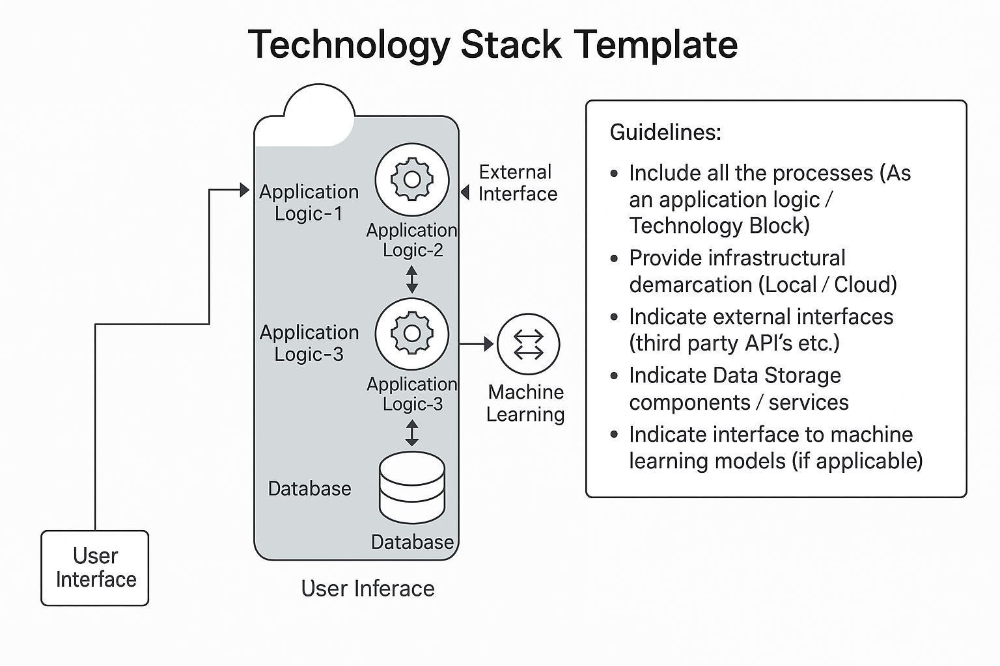 Technology Stack Template
Application
Logic-1
Application
Logic-2
External
Interface
Application
Logic-3
Application
Logic-3
Machine
Learning
Database
Database
User
Interface
User Inferace
Guidelines:
• Include all the processes (As
an application logic /
Technology Block)
• Provide infrastructural
demarcation (Local / Cloud)
• Indicate external interfaces
(third party API's etc.)
• Indicate Data Storage
components / services
• Indicate interface to machine
learning models (if applicable)